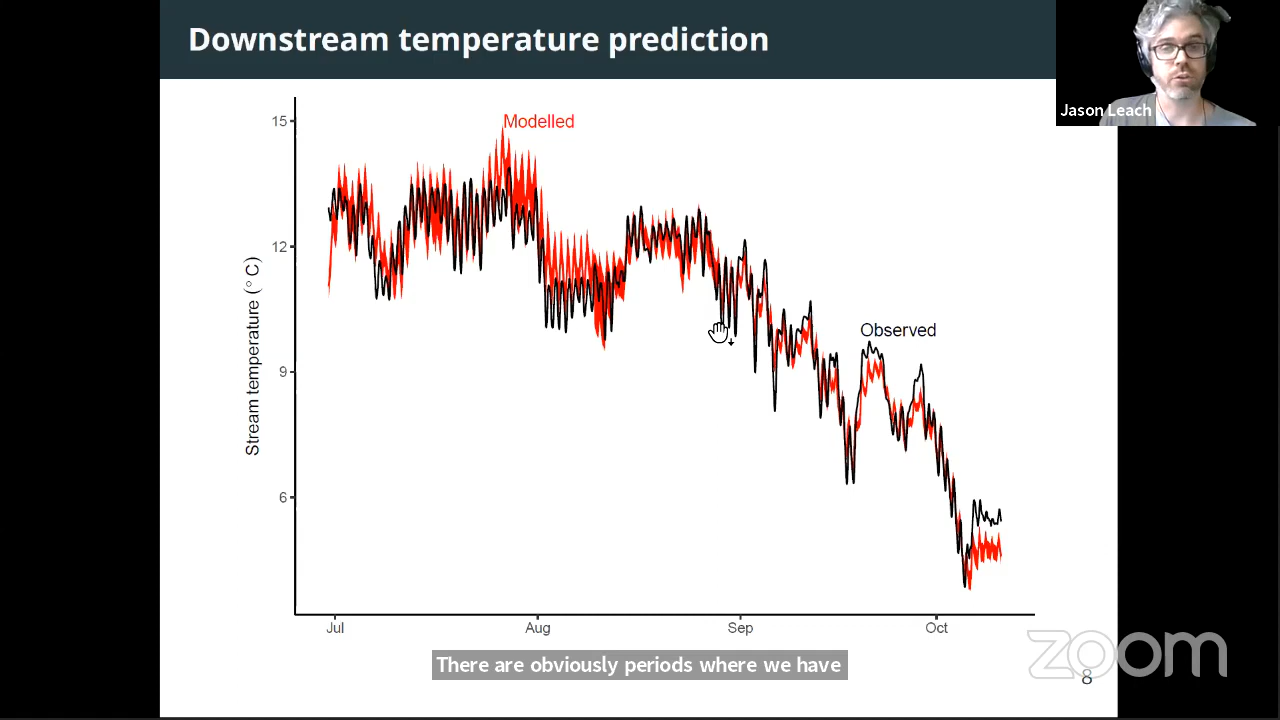 Downstream temperature prediction
Jason Leach
Modelled
Observed
Stream temperature (° C)
15
12
9
6
Jul
Aug
Sep
Oct
There are obviously periods where we have
zoom
8